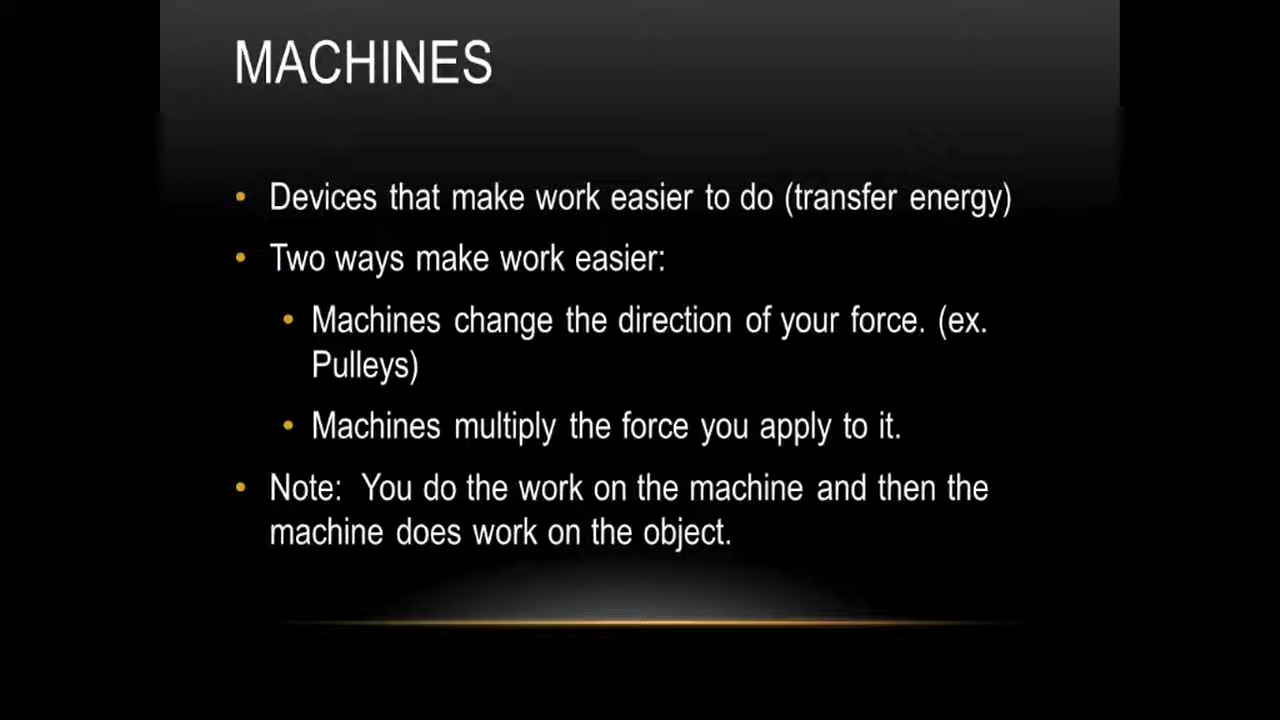 MACHINES
• Devices that make work easier to do (transfer energy)
• Two ways make work easier:
• Machines change the direction of your force. (ex.
Pulleys)
• Machines multiply the force you apply to it.
• Note:  You do the work on the machine and then the
machine does work on the object.